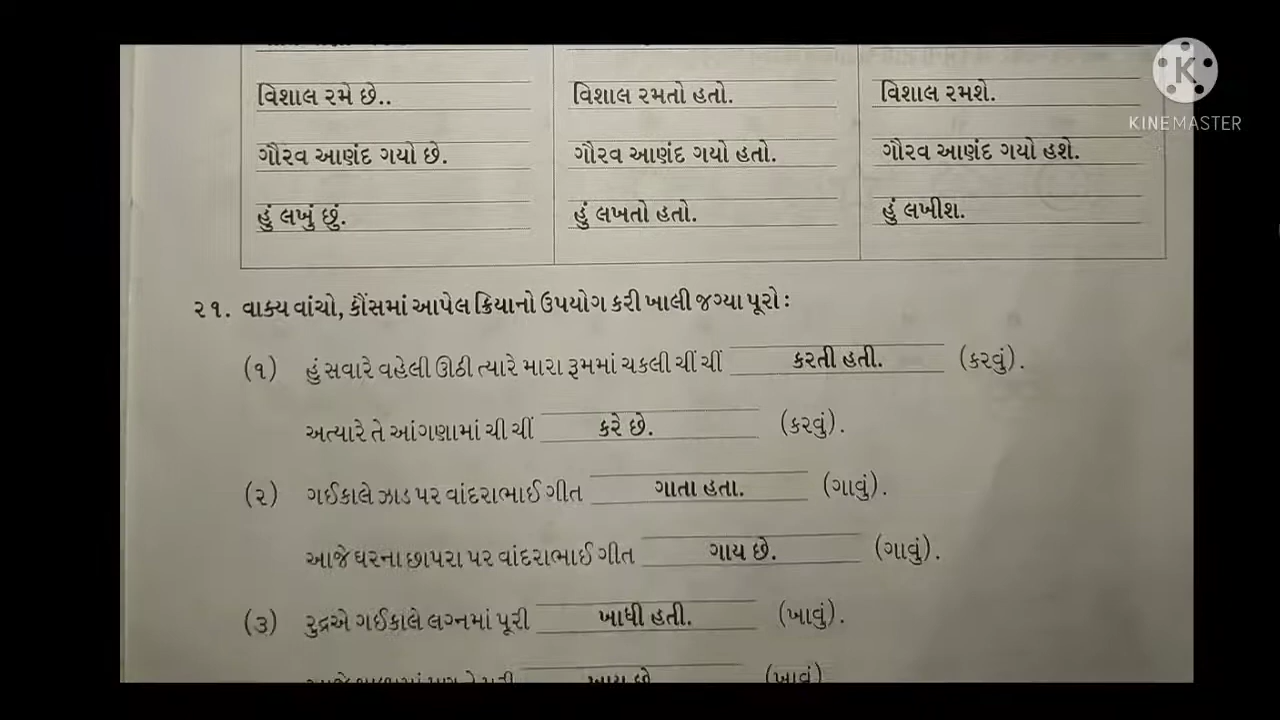 વિશાલ રમે છે.. વિશાલ રમતો હતો. વિશાલ રમશે.
KINEMASTER
ગૌરવ આણંદ ગયો છે. ગૌરવ આણંદ ગયો હતો. ગૌરવ આણંદ ગયો હશે.
હું લખું છું. હું લખતો હતો. હું લખીશ.
૨૧. વાક્ય વાંચો, કૌંસમાં આપેલ ક્રિયાનો ઉપયોગ કરી ખાલી જગ્યા પૂરો :
(૧) હું સવારે વહેલી ઊઠી ત્યારે મારા રૂમમાં ચકલી ચીં ચીં કરતી હતી. (કરવું).
અત્યારે તે આંગણામાં ચી ચીં કરે છે. (કરવું).
(૨) ગઈકાલે ઝાડ પર વાંદરાભાઈ ગીત ગાતા હતા. (ગાવું).
આજે ઘરના છાપરા પર વાંદરાભાઈ ગીત ગાય છે. (ગાવું).
(૩) રુદ્રએ ગઈકાલે લગ્નમાં પૂરી ખાધી હતી. (ખાવું).
ખાય છે (ખાવું)